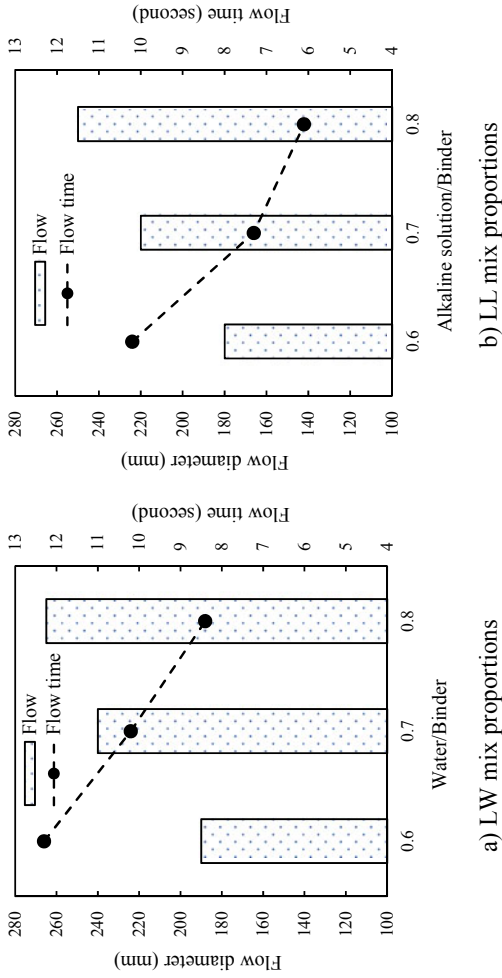 Flow diameter (mm)
280
260
240
220
200
180
160
140
120
100
Flow
Flow time
13
12
11
10
9
8
7
6
5
4
Flow time (second)
0.6 0.7 0.8
Water/Binder
a) LW mix proportions
Flow diameter (mm)
280
260
240
220
200
180
160
140
120
100
Flow
Flow time
13
12
11
10
9
8
7
6
5
4
Flow time (second)
0.6 0.7 0.8
Alkaline solution/Binder
b) LL mix proportions